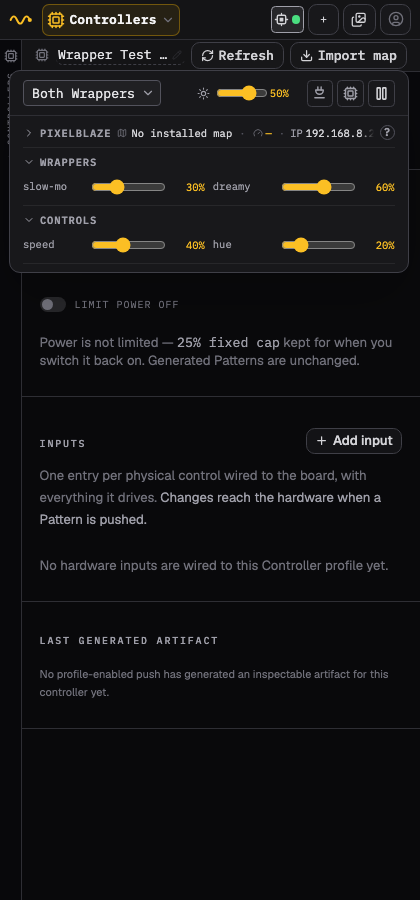 Controllers
Wrapper Test … Refresh Import map
Both Wrappers 50%
PIXELBLAZE No installed map · – · IP 192.168.8. ?
WRAPPERS
slow-mo 30% dreamy 60%
CONTROLS
speed 40% hue 20%
LIMIT POWER OFF
Power is not limited — 25% fixed cap kept for when you
switch it back on. Generated Patterns are unchanged.
INPUTS + Add input
One entry per physical control wired to the board, with
everything it drives. Changes reach the hardware when a
Pattern is pushed.
No hardware inputs are wired to this Controller profile yet.
LAST GENERATED ARTIFACT
No profile-enabled push has generated an inspectable artifact for this
controller yet.